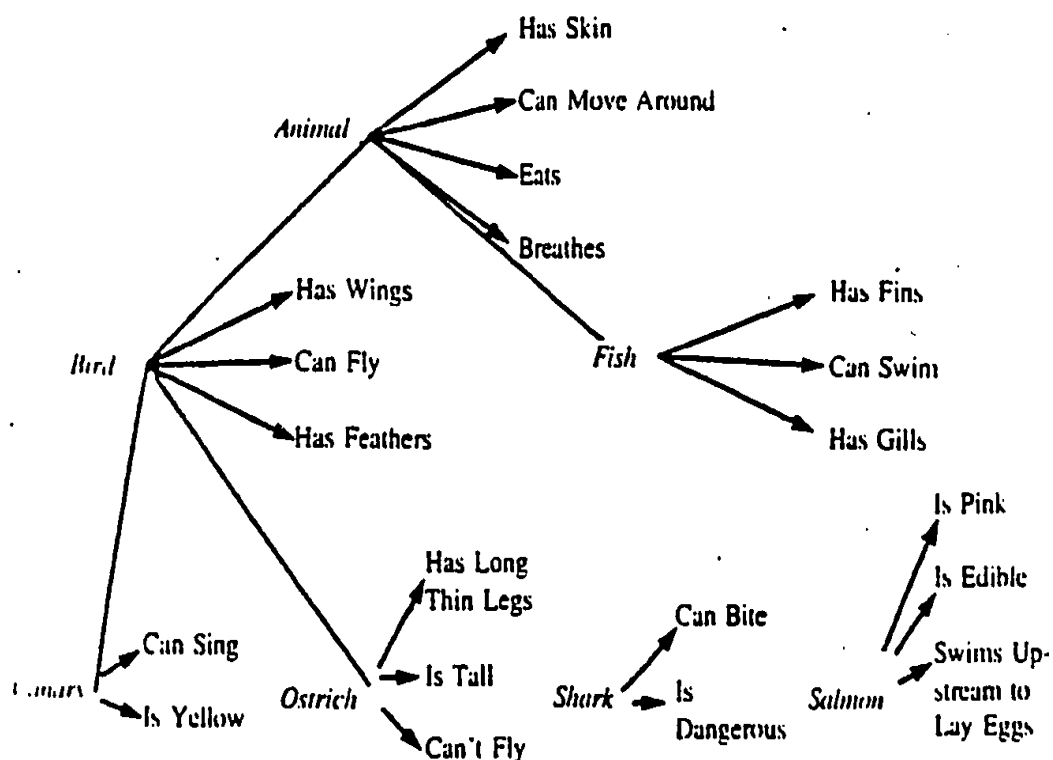 Has Skin
Can Move Around
Animal
Eats
Breathes
Has Wings
Has Fins
Bird
Can Fly
Fish
Can Swim
Has Feathers
Has Gills
Is Pink
Has Long
Thin Legs
Is Edible
Can Bite
Can Sing
Swims Up-
stream to
Lay Eggs
Ostrich
Is Tall
Shark
Is
Dangerous
Salmon
Is Yellow
Can't Fly